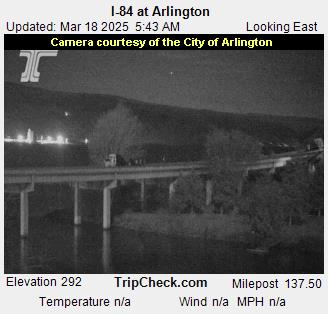 I-84 at Arlington
Updated: Mar 18 2025 5:43 AM Looking East
Camera courtesy of the City of Arlington
Elevation 292 TripCheck.com Milepost 137.50
Temperature n/a Wind n/a MPH n/a